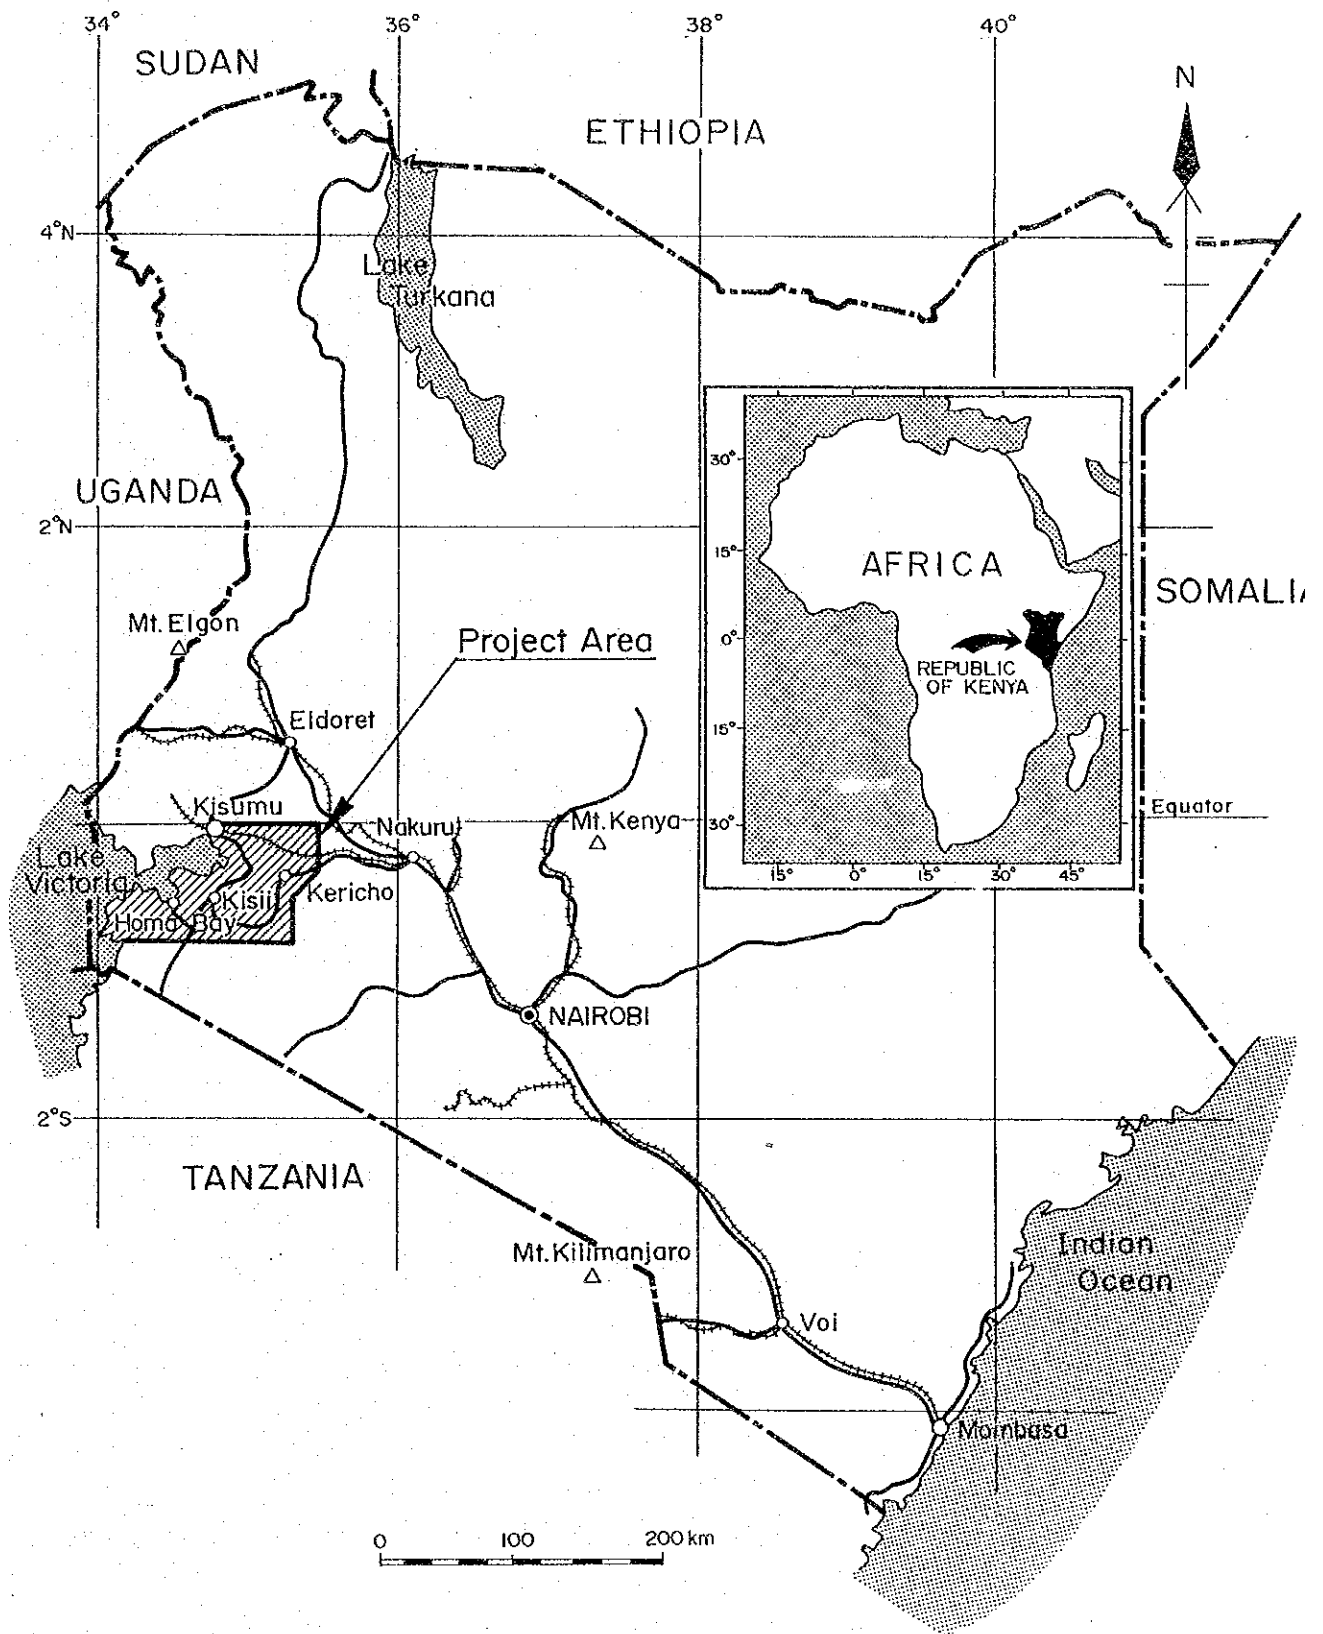 34°
36°
38°
40°
SUDAN
N
ETHIOPIA
4°N
Lake
Turkana
UGANDA
2°N
30°
15°
0°
15°
30°
15°
0°
15°
30°
45°
AFRICA
REPUBLIC
OF KENYA
SOMALIA
Mt. Elgon
Project Area
Eldoret
Kisumu
Nakuru
Mt. Kenya
Equator
Lake
Victoria
Kisii
Kericho
Homa Bay
NAIROBI
2°S
TANZANIA
Mt. Kilimanjaro
Indian
Ocean
Voi
Mombasa
0 100 200 km